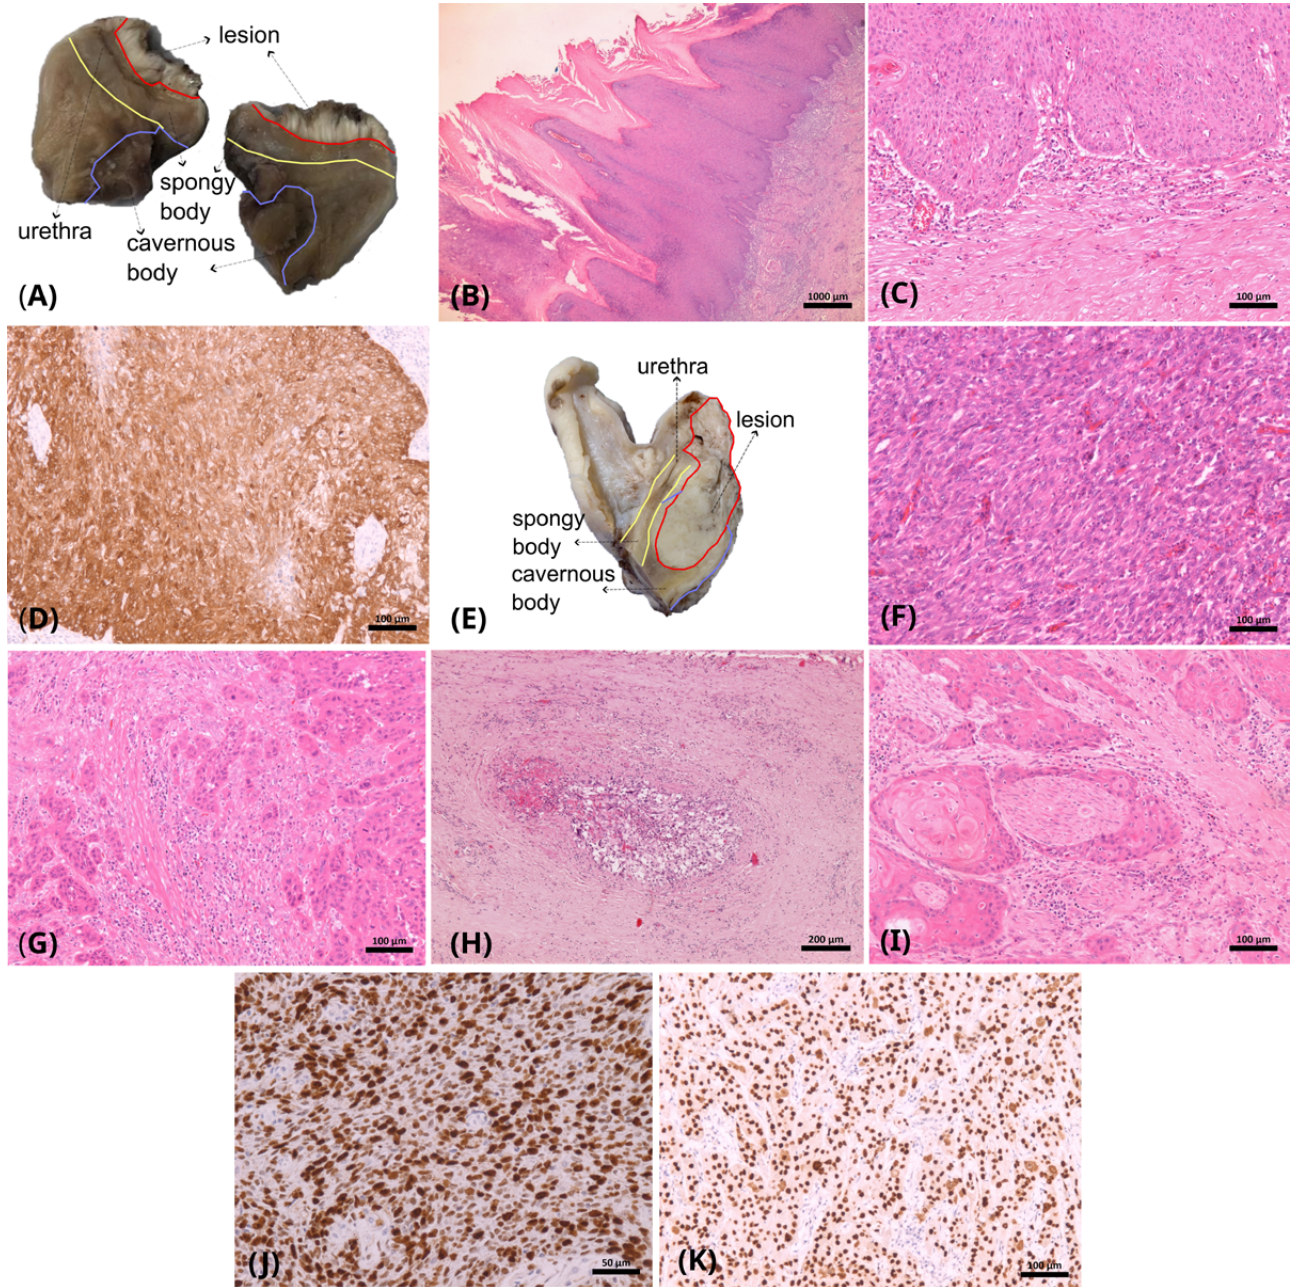 lesion
spongy
body
urethra
cavernous
body
(A)
1000 µm
(B)
100 µm
(C)
100 µm
(D)
urethra
lesion
spongy
body
cavernous
body
(E)
100 µm
(F)
100 µm
(G)
200 µm
(H)
100 µm
(I)
50 µm
(J)
100 µm
(K)